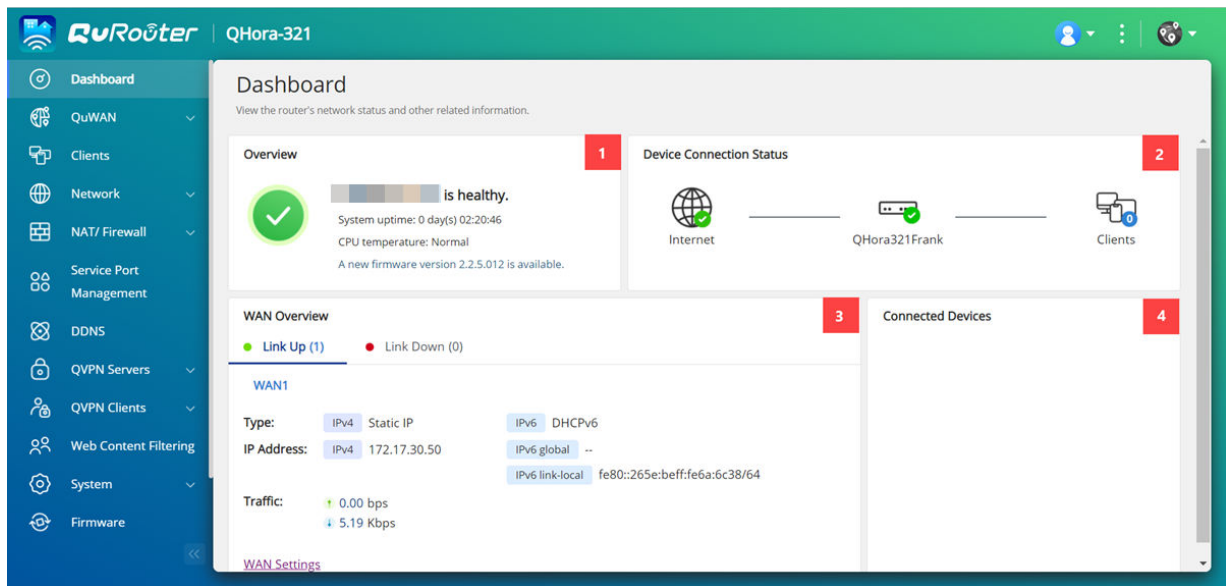 QuRouter | QHora-321
Dashboard
QuWAN
Clients
Network
NAT/ Firewall
Service Port
Management
DDNS
QVPN Servers
QVPN Clients
Web Content Filtering
System
Firmware
Dashboard
View the router's network status and other related information.
Overview
1
is healthy.
System uptime: 0 day(s) 02:20:46
CPU temperature: Normal
A new firmware version 2.2.5.012 is available.
Device Connection Status
2
Internet
QHora321Frank
0
Clients
WAN Overview
3
Link Up (1) Link Down (0)
WAN1
Type: IPv4 Static IP IPv6 DHCPv6
IP Address: IPv4 172.17.30.50 IPv6 global --
IPv6 link-local fe80::265e:beff:fe6a:6c38/64
Traffic: 0.00 bps
5.19 Kbps
WAN Settings
Connected Devices
4